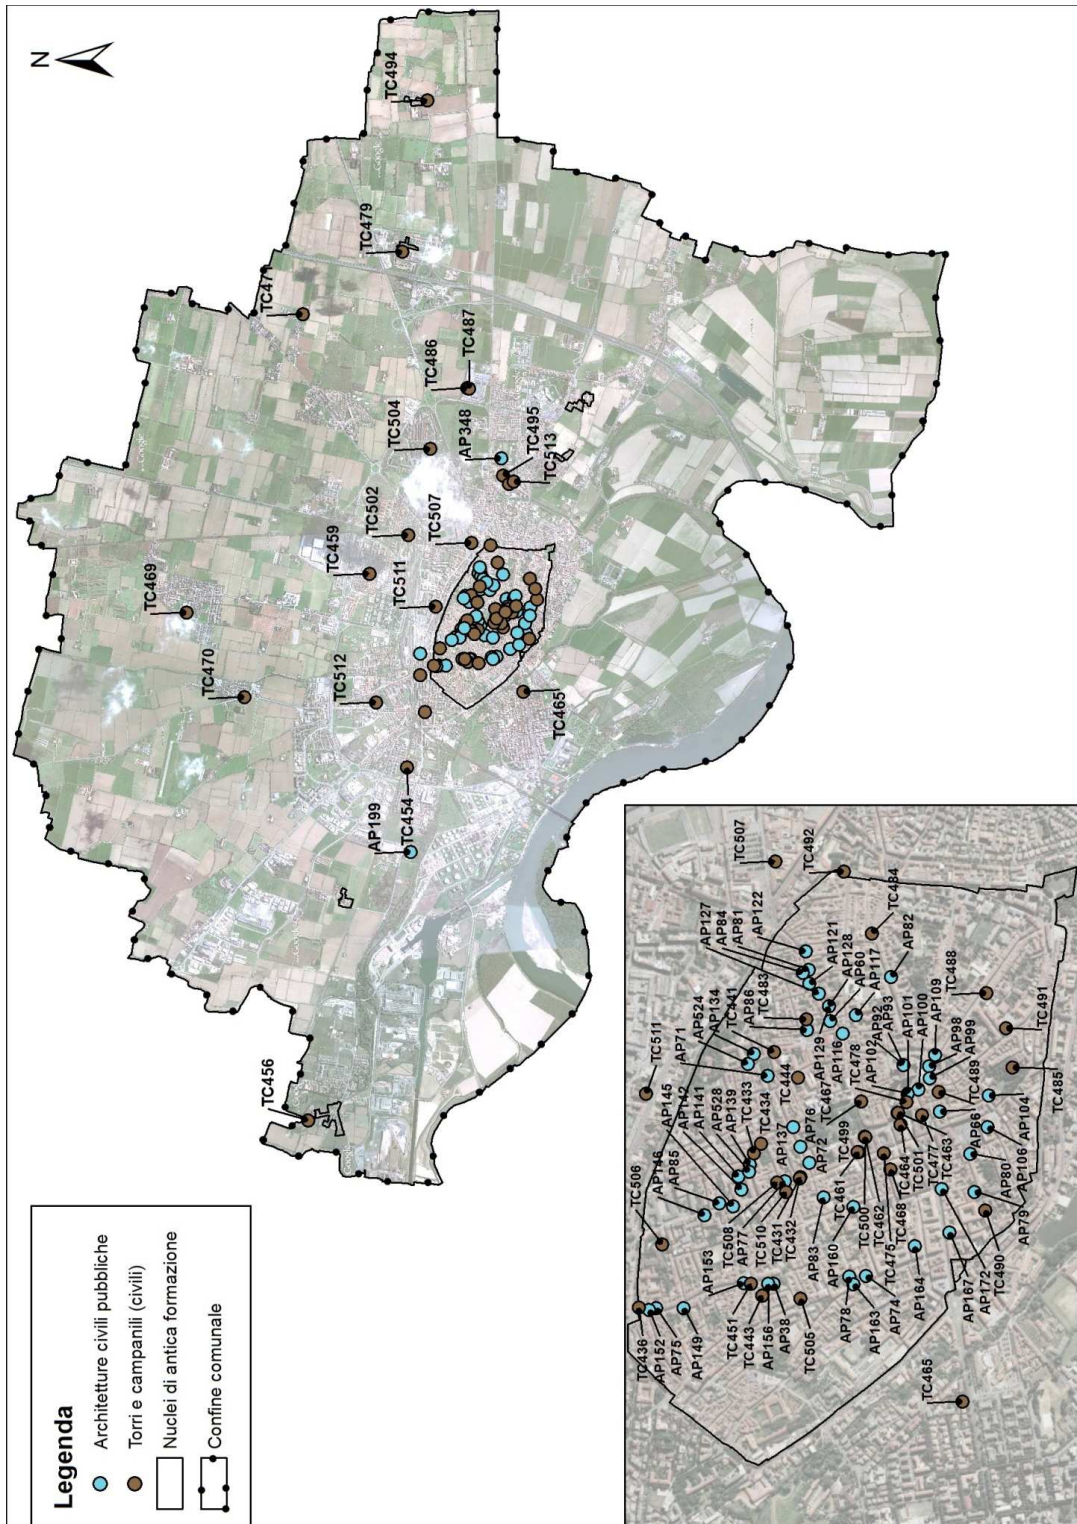 N
TC494
TC479
TC471
TC487
TC486
TC504
AP348
TC495
TC513
TC502
TC507
TC459
TC511
TC469
TC470
TC512
TC465
AP199
TC454
TC456
Legenda
Architetture civili pubbliche
Torri e campanili (civili)
Nuclei di antica formazione
Confine comunale
TC507
TC492
TC484
AP122
AP81
AP84
AP127
AP121
AP128
AP60
AP117
AP82
TC488
TC491
TC483
AP86
TC441
AP134
AP524
AP71
TC511
AP129
AP116
TC478
AP102
AP92
AP93
AP101
AP100
AP109
AP98
AP99
TC489
TC485
TC444
TC467
TC433
TC434
AP139
AP528
AP141
AP142
AP145
AP146
AP85
AP137
AP76
AP72
TC499
TC464
TC501
TC477
TC463
AP66
AP104
AP106
AP80
AP79
TC506
TC508
AP77
TC510
TC431
TC432
TC461
TC500
TC462
TC468
TC475
AP83
AP160
AP153
AP164
AP167
AP172
TC490
TC451
TC443
AP156
AP38
TC505
AP78
AP163
AP74
TC436
AP152
AP75
AP149
TC465